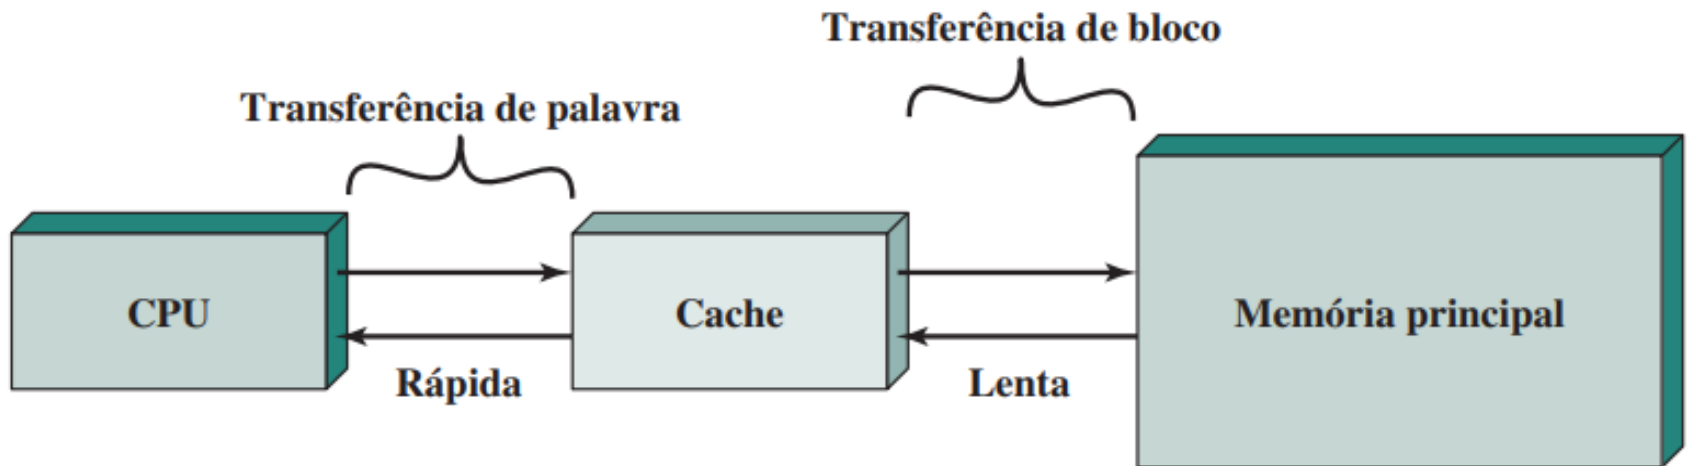 Transferência de bloco
Transferência de palavra
CPU
Cache
Memória principal
Rápida
Lenta